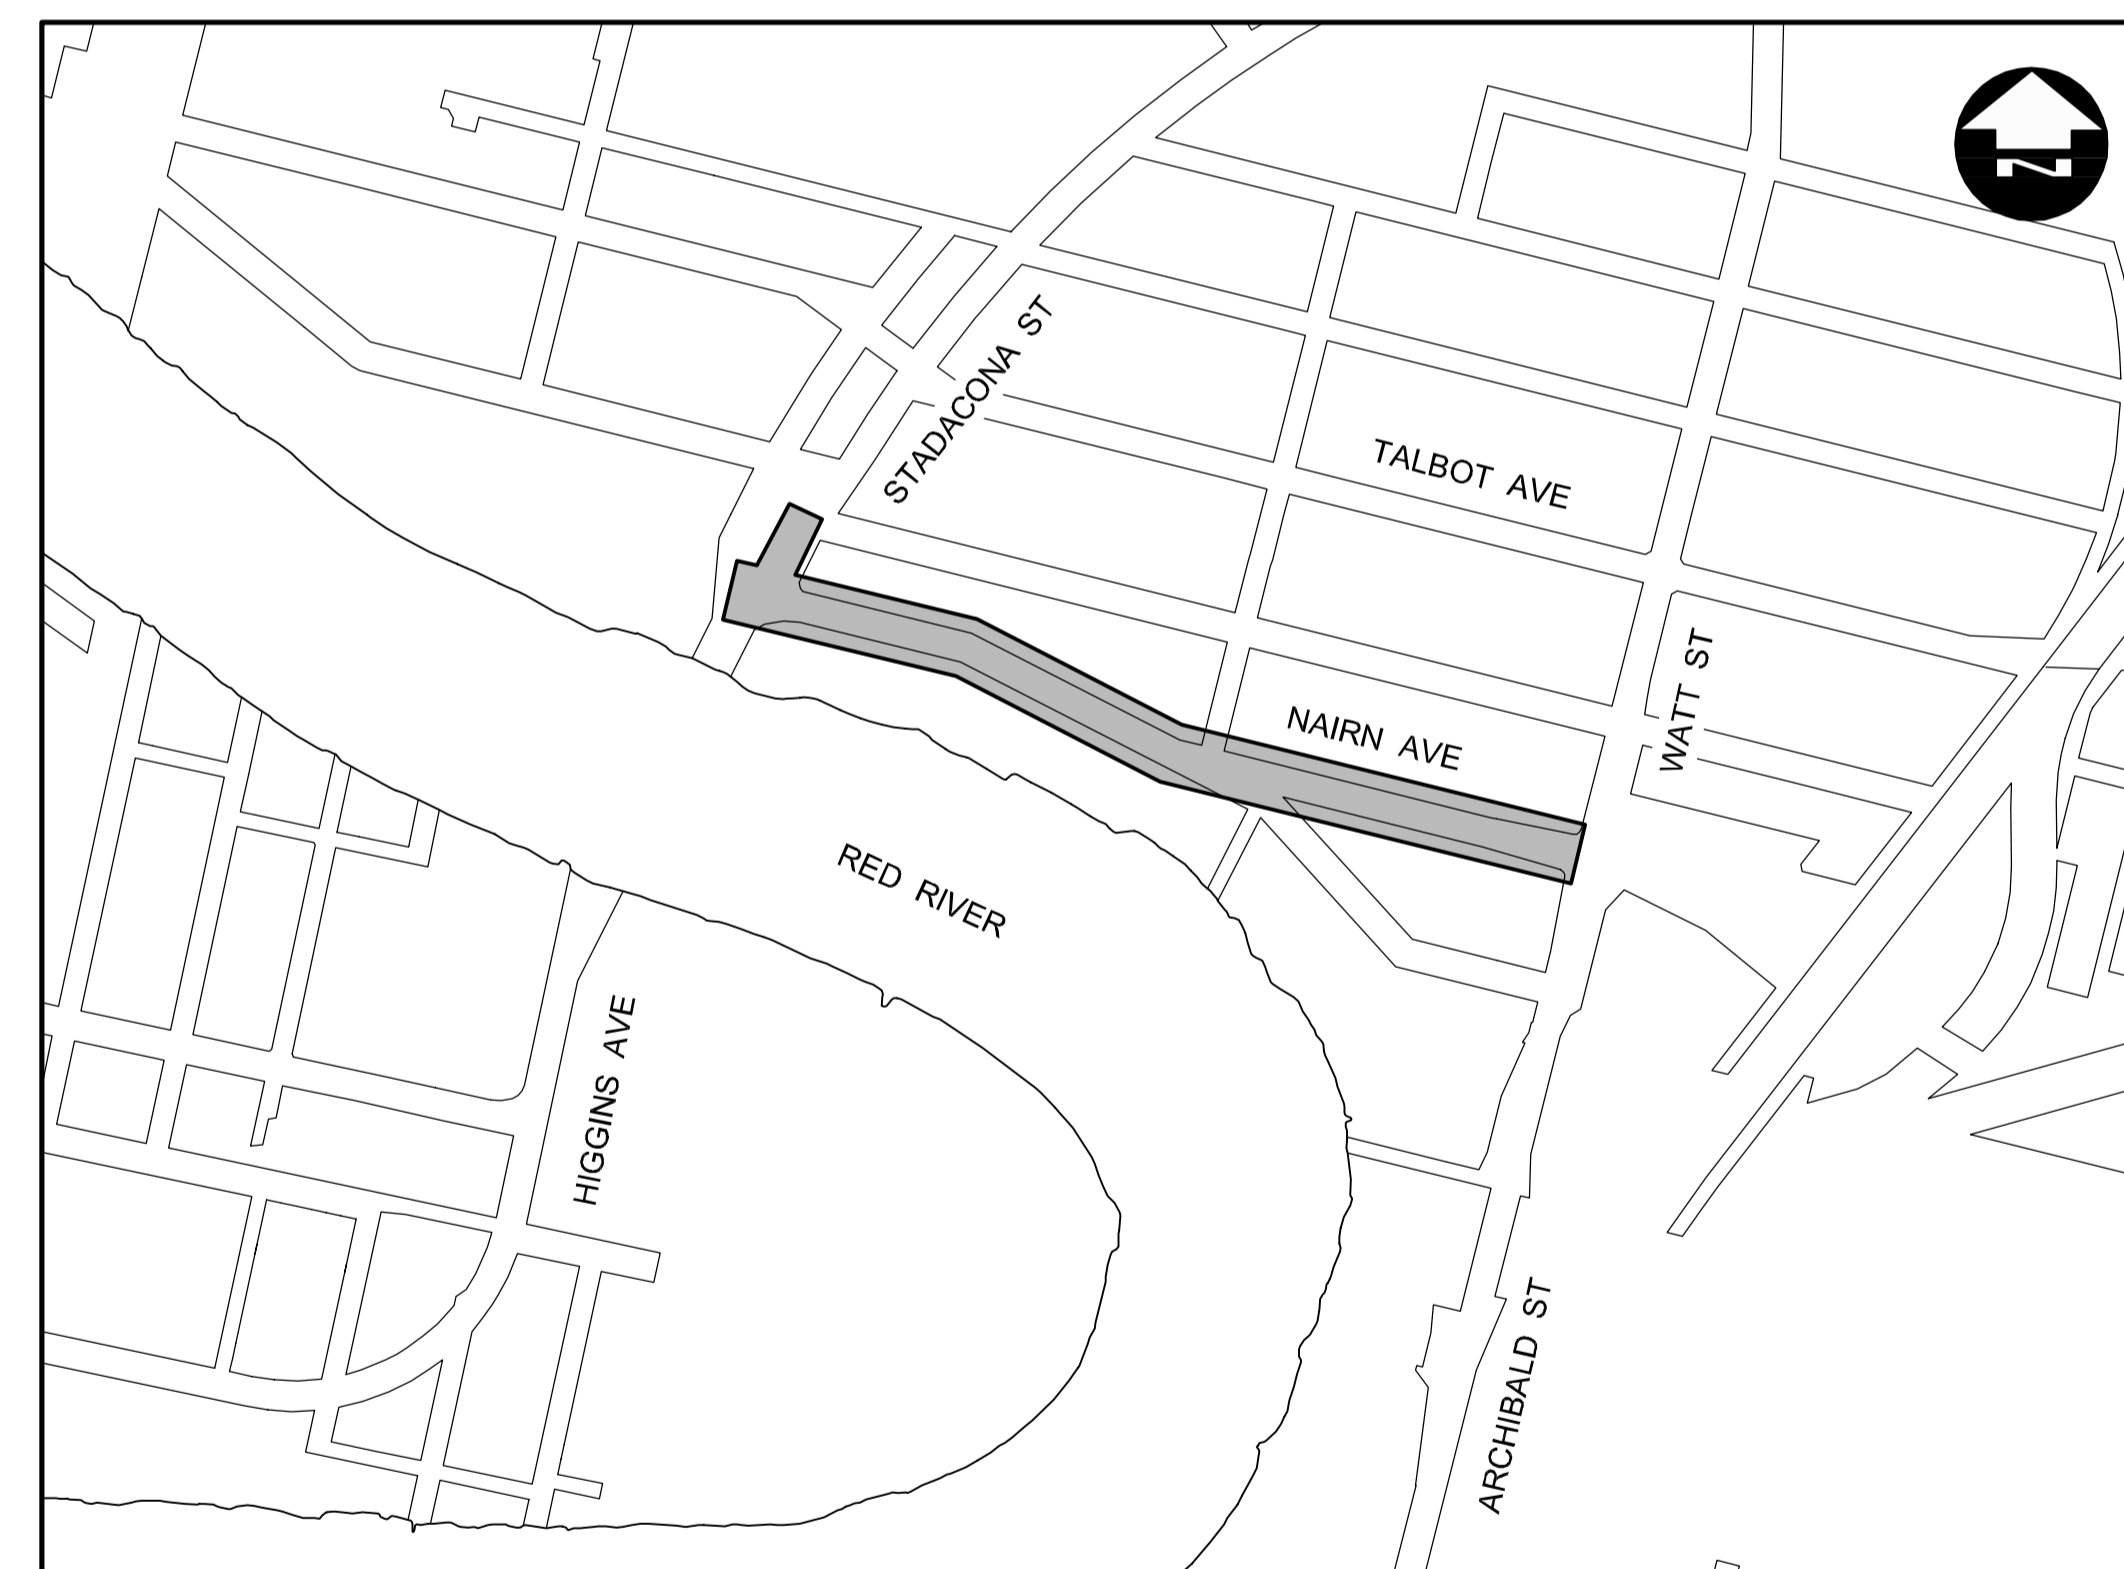 N
STADACONA ST
TALBOT AVE
WATT ST
NAIRN AVE
RED RIVER
HIGGINS AVE
ARCHIBALD ST